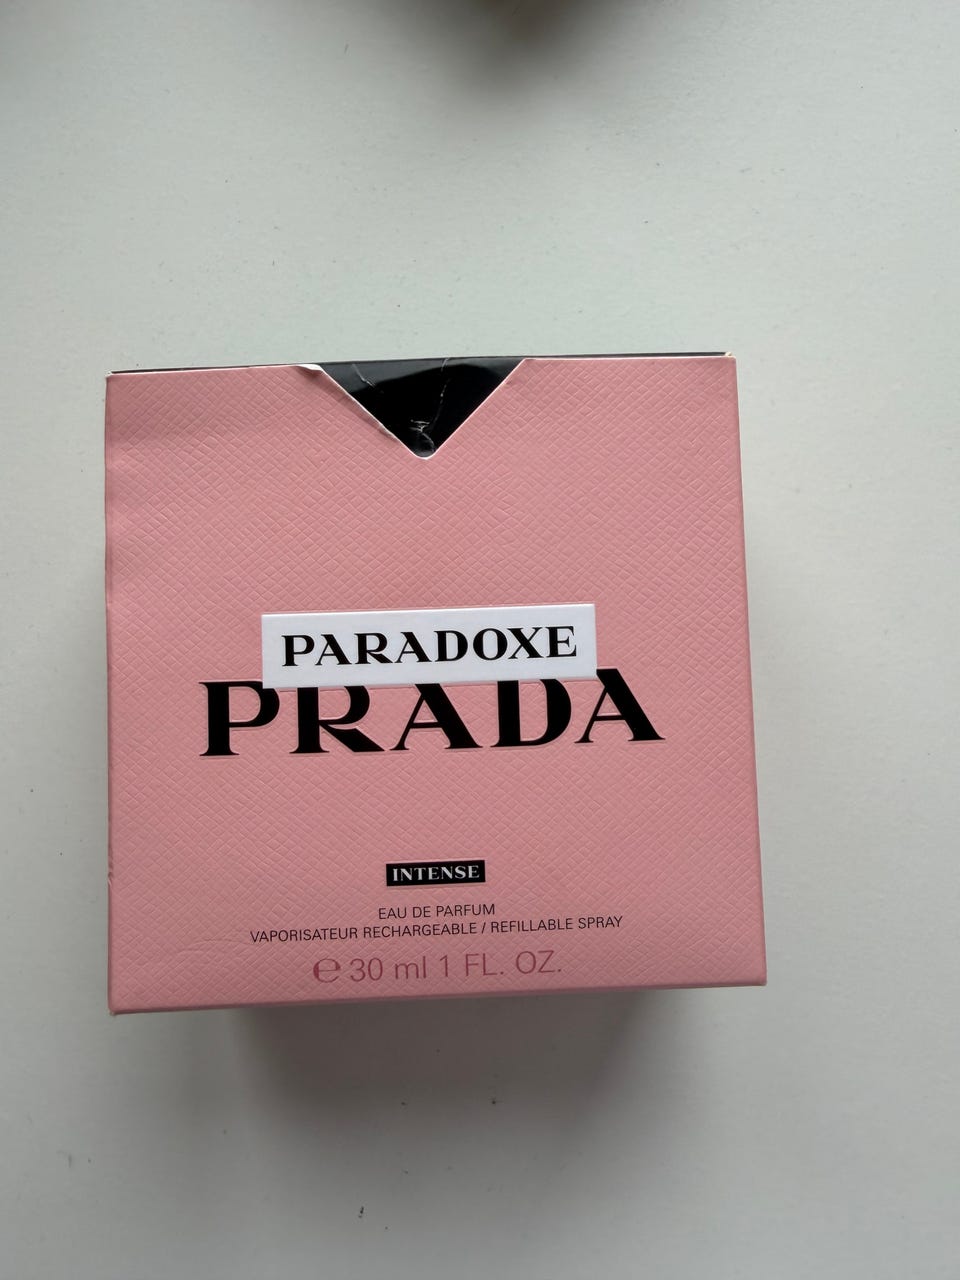 PARADOXE
PRADA
INTENSE
EAU DE PARFUM
VAPORISATEUR RECHARGEABLE / REFILLABLE SPRAY
℮ 30 ml 1 FL. OZ.